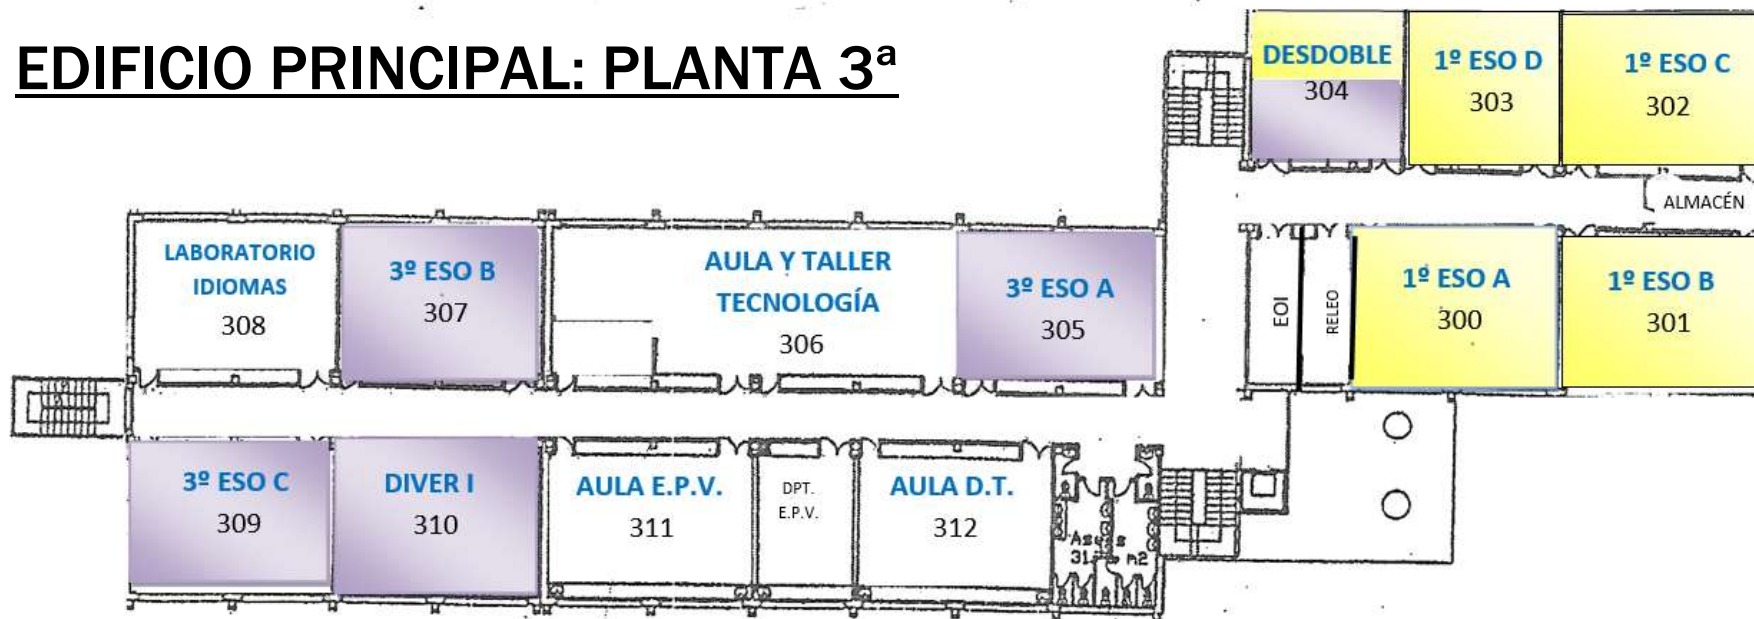 EDIFICIO PRINCIPAL: PLANTA 3ª
DESDOBLE
304
1º ESO D
303
1º ESO C
302
ALMACÉN
LABORATORIO
IDIOMAS
308
3º ESO B
307
AULA Y TALLER
TECNOLOGÍA
306
3º ESO A
305
EOI
RELEO
1º ESO A
300
1º ESO B
301
3º ESO C
309
DIVER I
310
AULA E.P.V.
311
DPT.
E.P.V.
AULA D.T.
312
m2